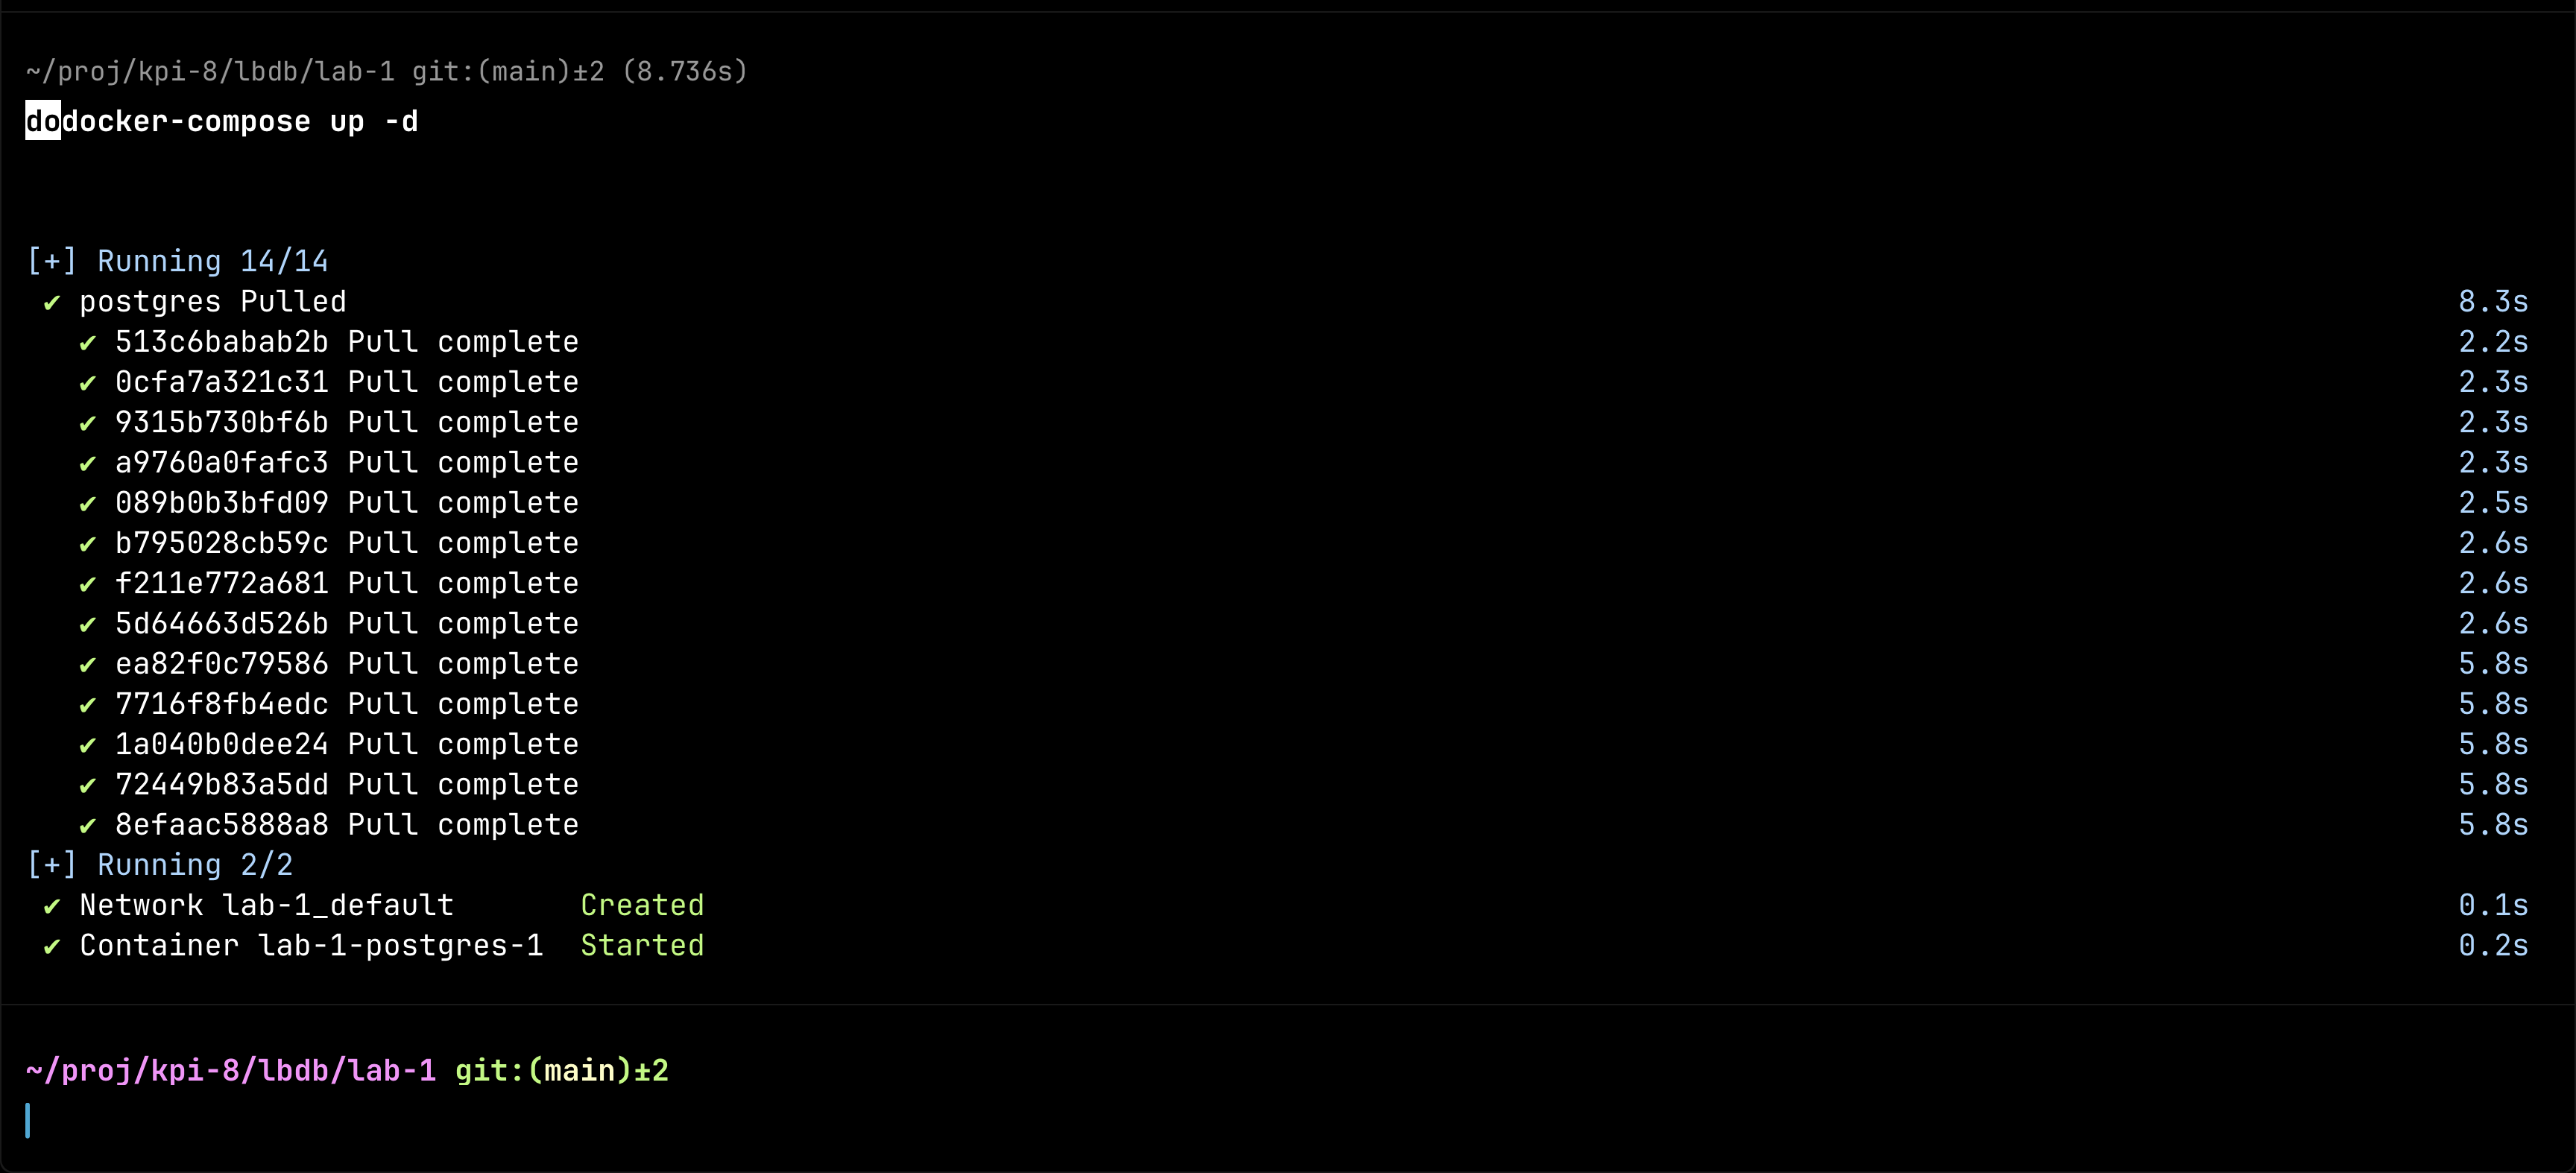 ~/proj/kpi-8/lbdb/lab-1 git:(main)±2 (8.736s)
dodocker-compose up -d
[+] Running 14/14
✔ postgres Pulled 8.3s
✔ 513c6babab2b Pull complete 2.2s
✔ 0cfa7a321c31 Pull complete 2.3s
✔ 9315b730bf6b Pull complete 2.3s
✔ a9760a0fafc3 Pull complete 2.3s
✔ 089b0b3bfd09 Pull complete 2.5s
✔ b795028cb59c Pull complete 2.6s
✔ f211e772a681 Pull complete 2.6s
✔ 5d64663d526b Pull complete 2.6s
✔ ea82f0c79586 Pull complete 5.8s
✔ 7716f8fb4edc Pull complete 5.8s
✔ 1a040b0dee24 Pull complete 5.8s
✔ 72449b83a5dd Pull complete 5.8s
✔ 8efaac5888a8 Pull complete 5.8s
[+] Running 2/2
✔ Network lab-1_default Created 0.1s
✔ Container lab-1-postgres-1 Started 0.2s
~/proj/kpi-8/lbdb/lab-1 git:(main)±2